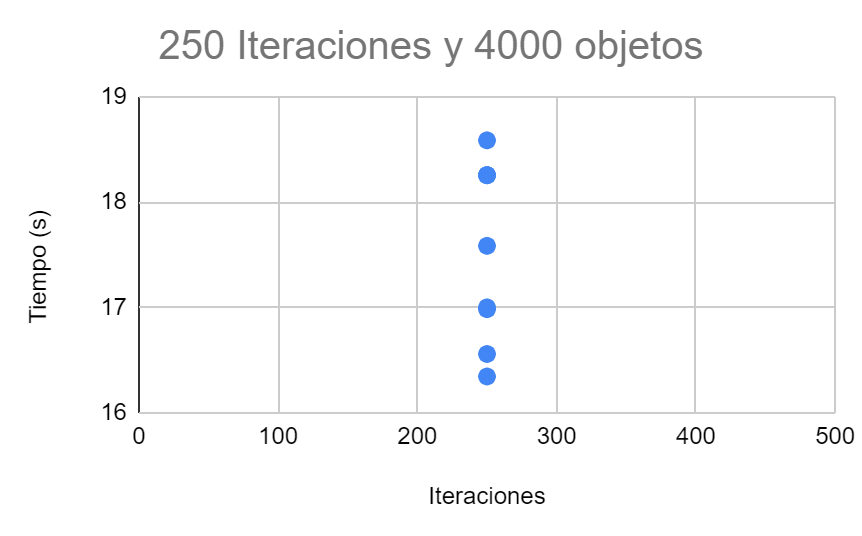 250 Iteraciones y 4000 objetos
19
18
17
16
Tiempo (s)
0 100 200 300 400 500
Iteraciones